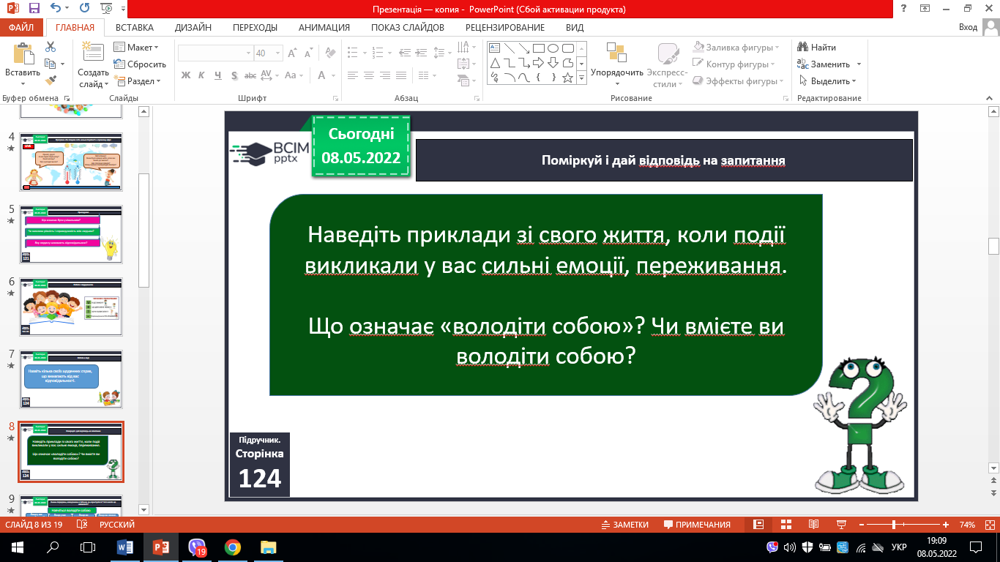 Презентація — копия - PowerPoint (Сбой активации продукта)
ФАЙЛ ГЛАВНАЯ ВСТАВКА ДИЗАЙН ПЕРЕХОДЫ АНИМАЦИЯ ПОКАЗ СЛАЙДОВ РЕЦЕНЗИРОВАНИЕ ВИД Вход
Вставить
Создать слайд
Макет
Сбросить
Раздел
40
Ж К Ч S abc AV Aa A
Упорядочить
Экспресс-стили
Заливка фигуры
Контур фигуры
Эффекты фигуры
Найти
Заменить
Выделить
Буфер обмена Слайды Шрифт Абзац Рисование Редактирование
4
5
121
6
7
Назвіть кілька своїх щоденних справ,
що вимагають від вас
відповідальності.
124
8
Наведіть приклади зі свого життя, коли події
викликали у вас сильні емоції, переживання.
Що означає «володіти собою»? Чи вмієте ви
володіти собою?
124
9
Навчаться володіти собою
Сьогодні
08.05.2022
BCIM
pptx
Поміркуй і дай відповідь на запитання
Наведіть приклади зі свого життя, коли події
викликали у вас сильні емоції, переживання.
Що означає «володіти собою»? Чи вмієте ви
володіти собою?
Підручник.
Сторінка
124
СЛАЙД 8 ИЗ 19 РУССКИЙ ЗАМЕТКИ ПРИМЕЧАНИЯ 74%
19
УКР
19:09
08.05.2022